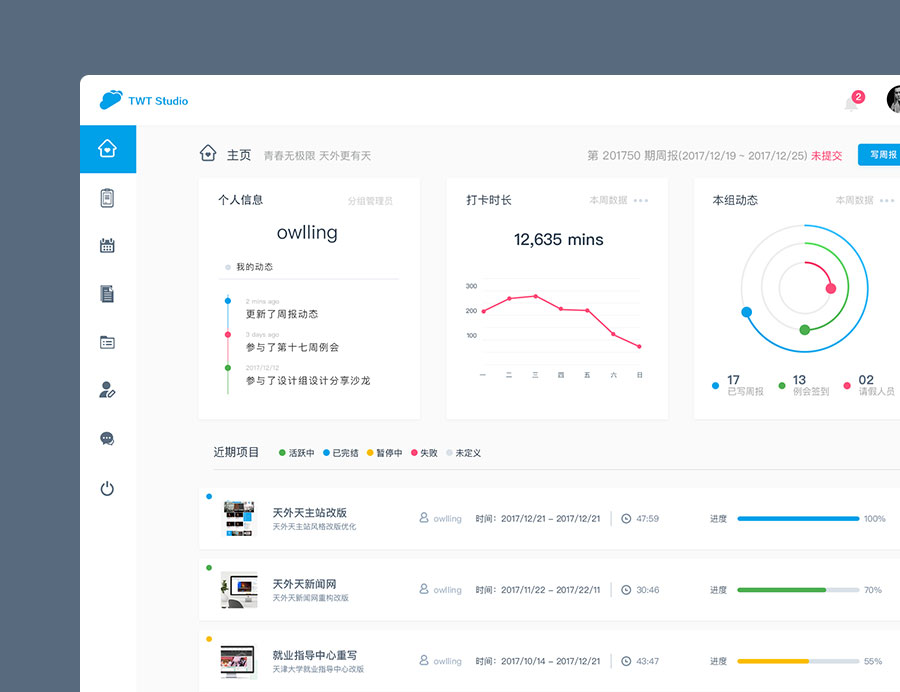 TWT Studio
2
主页 青春无极限 天外更有天
第 201750 期周报(2017/12/19 ~ 2017/12/25) 未提交
写周报
个人信息 分组管理员
owlling
我的动态
2 mins ago
更新了周报动态
3 days ago
参与了第十七周例会
2017/12/12
参与了设计组设计分享沙龙
打卡时长 本周数据
12,635 mins
300
200
100
一 二 三 四 五 六 日
本组动态 本周数据
17 已写周报
13 例会签到
02 请假人员
近期项目 活跃中 已完结 暂停中 失败 未定义
天外天主站改版
天外天主站风格改版优化
owlling 时间：2017/12/21 – 2017/12/21 47:59 进度 100%
天外天新闻网
天外天新闻网重构改版
owlling 时间：2017/11/22 – 2017/22/11 30:46 进度 70%
就业指导中心重写
天津大学就业指导中心改版
owlling 时间：2017/10/14 – 2017/12/21 43:47 进度 55%